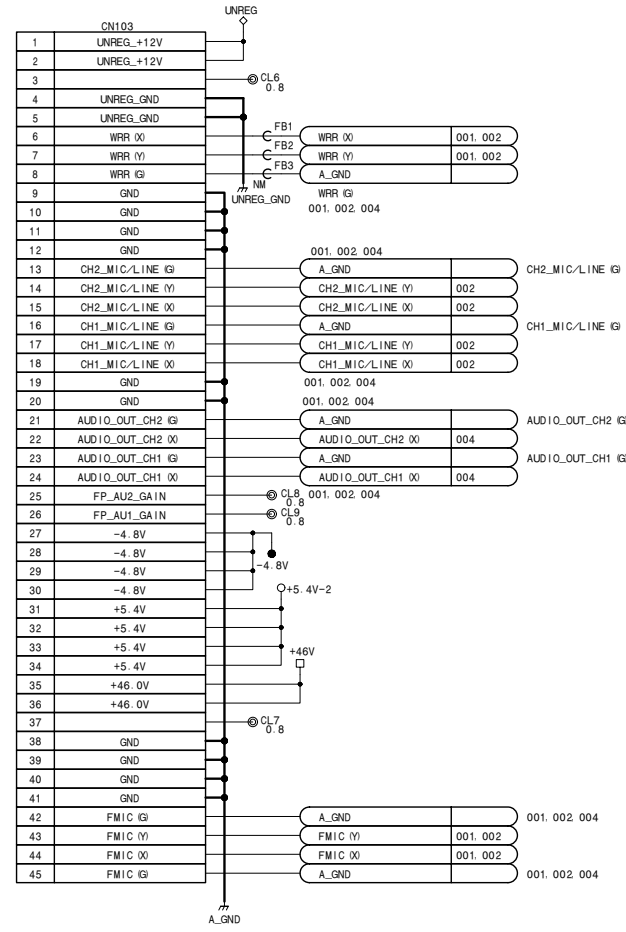 UNREG
CN103
1 UNREG_+12V
2 UNREG_+12V
3 CL6
0.8
4 UNREG_GND
5 UNREG_GND
6 WRR (X) FB1 WRR (X) 001, 002
7 WRR (Y) FB2 WRR (Y) 001, 002
8 WRR (G) FB3 A_GND
NM
UNREG_GND
WRR (G)
001, 002, 004
9 GND
10 GND
11 GND
12 GND
001, 002, 004
13 CH2_MIC/LINE (G) A_GND CH2_MIC/LINE (G)
14 CH2_MIC/LINE (Y) CH2_MIC/LINE (Y) 002
15 CH2_MIC/LINE (X) CH2_MIC/LINE (X) 002
16 CH1_MIC/LINE (G) A_GND CH1_MIC/LINE (G)
17 CH1_MIC/LINE (Y) CH1_MIC/LINE (Y) 002
18 CH1_MIC/LINE (X) CH1_MIC/LINE (X) 002
19 GND 001, 002, 004
20 GND 001, 002, 004
21 AUDIO_OUT_CH2 (G) A_GND AUDIO_OUT_CH2 (G
22 AUDIO_OUT_CH2 (X) AUDIO_OUT_CH2 (X) 004
23 AUDIO_OUT_CH1 (G) A_GND AUDIO_OUT_CH1 (G
24 AUDIO_OUT_CH1 (X) AUDIO_OUT_CH1 (X) 004
25 FP_AU2_GAIN CL8 001, 002, 004
0.8
26 FP_AU1_GAIN CL9
0.8
27 -4.8V
28 -4.8V
-4.8V
29 -4.8V
30 -4.8V +5.4V-2
31 +5.4V
32 +5.4V
33 +5.4V
+46V
34 +5.4V
35 +46.0V
36 +46.0V
37 CL7
0.8
38 GND
39 GND
40 GND
41 GND
42 FMIC (G) A_GND 001, 002, 004
43 FMIC (Y) FMIC (Y) 001, 002
44 FMIC (X) FMIC (X) 001, 002
45 FMIC (G) A_GND 001, 002, 004
A_GND